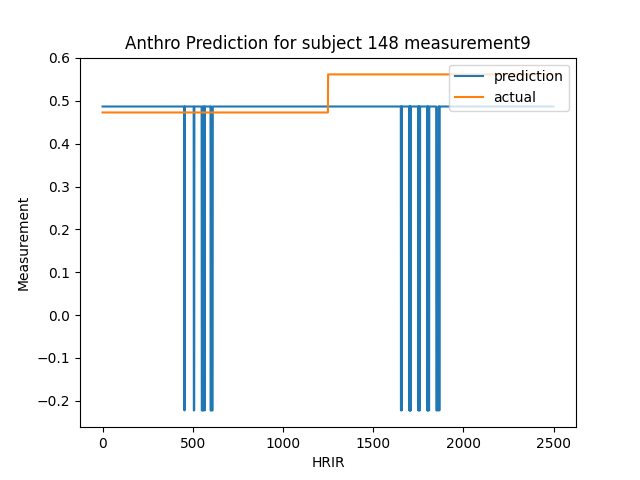 Anthro Prediction for subject 148 measurement9
prediction
actual
0.6
0.5
0.4
0.3
0.2
0.1
0.0
−0.1
−0.2
Measurement
0 500 1000 1500 2000 2500
HRIR